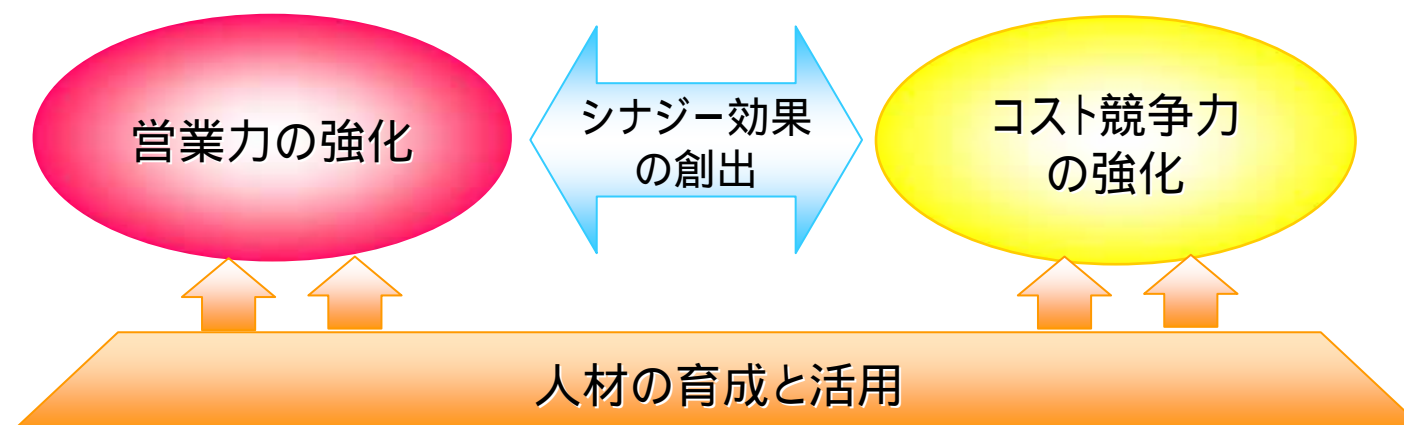 営業力の強化
シナジー効果
の創出
コスト競争力
の強化
人材の育成と活用